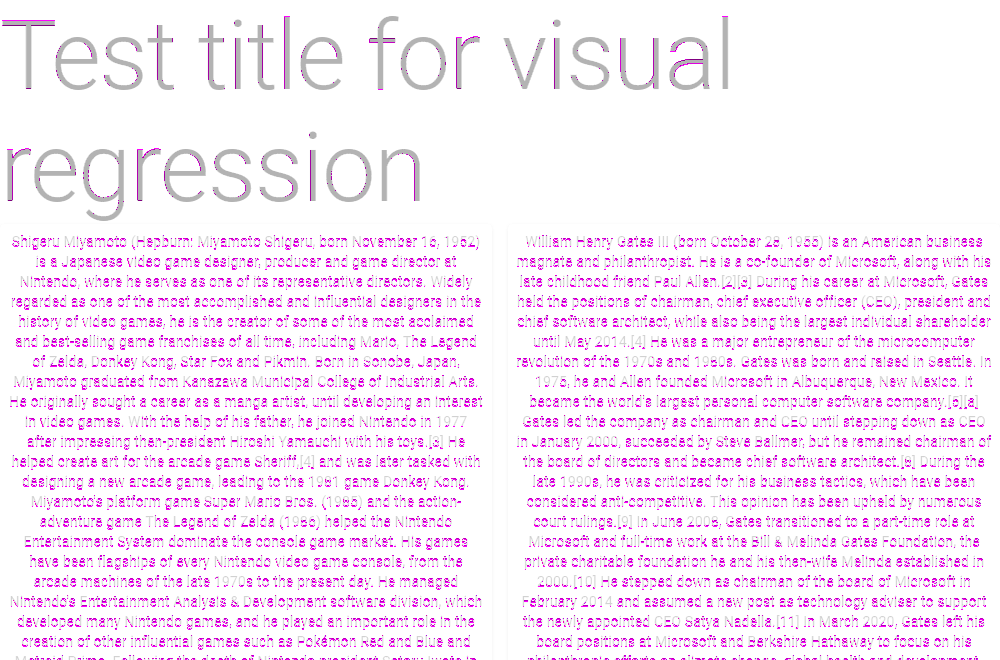 Test title for visual
regression
Shigeru Miyamoto (Hepburn: Miyamoto Shigeru, born November 16, 1952)
is a Japanese video game designer, producer and game director at
Nintendo, where he serves as one of its representative directors. Widely
regarded as one of the most accomplished and influential designers in the
history of video games, he is the creator of some of the most acclaimed
and best-selling game franchises of all time, including Mario, The Legend
of Zelda, Donkey Kong, Star Fox and Pikmin. Born in Sonobe, Japan,
Miyamoto graduated from Kanazawa Municipal College of Industrial Arts.
He originally sought a career as a manga artist, until developing an interest
in video games. With the help of his father, he joined Nintendo in 1977
after impressing then-president Hiroshi Yamauchi with his toys.[3] He
helped create art for the arcade game Sheriff,[4] and was later tasked with
designing a new arcade game, leading to the 1981 game Donkey Kong.
Miyamoto's platform game Super Mario Bros. (1985) and the action-
adventure game The Legend of Zelda (1986) helped the Nintendo
Entertainment System dominate the console game market. His games
have been flagships of every Nintendo video game console, from the
arcade machines of the late 1970s to the present day. He managed
Nintendo's Entertainment Analysis & Development software division, which
developed many Nintendo games, and he played an important role in the
creation of other influential games such as Pokémon Red and Blue and
William Henry Gates III (born October 28, 1955) is an American business
magnate and philanthropist. He is a co-founder of Microsoft, along with his
late childhood friend Paul Allen.[2][3] During his career at Microsoft, Gates
held the positions of chairman, chief executive officer (CEO), president and
chief software architect, while also being the largest individual shareholder
until May 2014.[4] He was a major entrepreneur of the microcomputer
revolution of the 1970s and 1980s. Gates was born and raised in Seattle. In
1975, he and Allen founded Microsoft in Albuquerque, New Mexico. It
became the world's largest personal computer software company.[5][a]
Gates led the company as chairman and CEO until stepping down as CEO
in January 2000, succeeded by Steve Ballmer, but he remained chairman of
the board of directors and became chief software architect.[8] During the
late 1990s, he was criticized for his business tactics, which have been
considered anti-competitive. This opinion has been upheld by numerous
court rulings.[9] In June 2008, Gates transitioned to a part-time role at
Microsoft and full-time work at the Bill & Melinda Gates Foundation, the
private charitable foundation he and his then-wife Melinda established in
2000.[10] He stepped down as chairman of the board of Microsoft in
February 2014 and assumed a new post as technology adviser to support
the newly appointed CEO Satya Nadella.[11] In March 2020, Gates left his
board positions at Microsoft and Berkshire Hathaway to focus on his